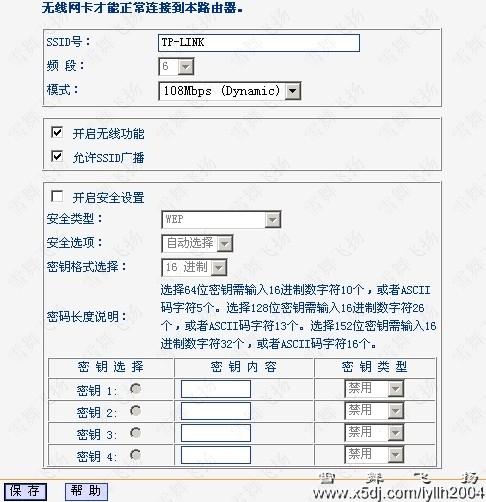 无线网卡才能正常连接到本路由器。
SSID号： TP-LINK
频 段： 6
模式： 108Mbps (Dynamic)
开启无线功能
允许SSID广播
开启安全设置
安全类型： WEP
安全选项： 自动选择
密钥格式选择： 16 进制
密码长度说明： 选择64位密钥需输入16进制数字符10个，或者ASCII
码字符5个。选择128位密钥需输入16进制数字符26
个，或者ASCII码字符13个。选择152位密钥需输入16
进制数字符32个，或者ASCII码字符16个。
密 钥 选 择 密 钥 内 容 密 钥 类 型
密钥 1: 禁用
密钥 2: 禁用
密钥 3: 禁用
密钥 4: 禁用
保 存 帮 助
雪 舞 飞 扬
www.x5dj.com/lyllh2004